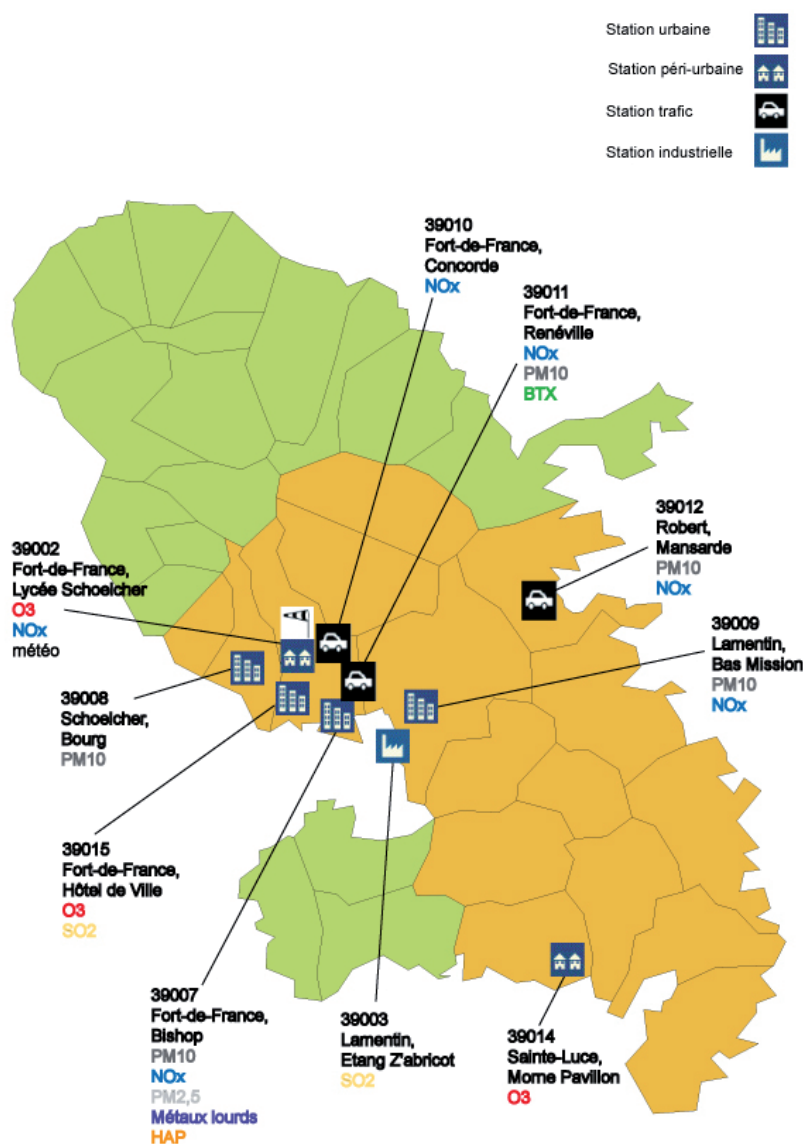 Station urbaine
Station péri-urbaine
Station trafic
Station industrielle
39010
Fort-de-France,
Concorde
NOx
39011
Fort-de-France,
Renéville
NOx
PM10
BTX
39012
Robert,
Mansarde
PM10
NOx
39002
Fort-de-France,
Lycée Schoelcher
O3
NOx
météo
39009
Lamentin,
Bas Mission
PM10
NOx
39008
Schoelcher,
Bourg
PM10
39015
Fort-de-France,
Hôtel de Ville
O3
SO2
39007
Fort-de-France,
Bishop
PM10
NOx
PM2,5
Métaux lourds
HAP
39003
Lamentin,
Etang Z'abricot
SO2
39014
Sainte-Luce,
Morne Pavillon
O3